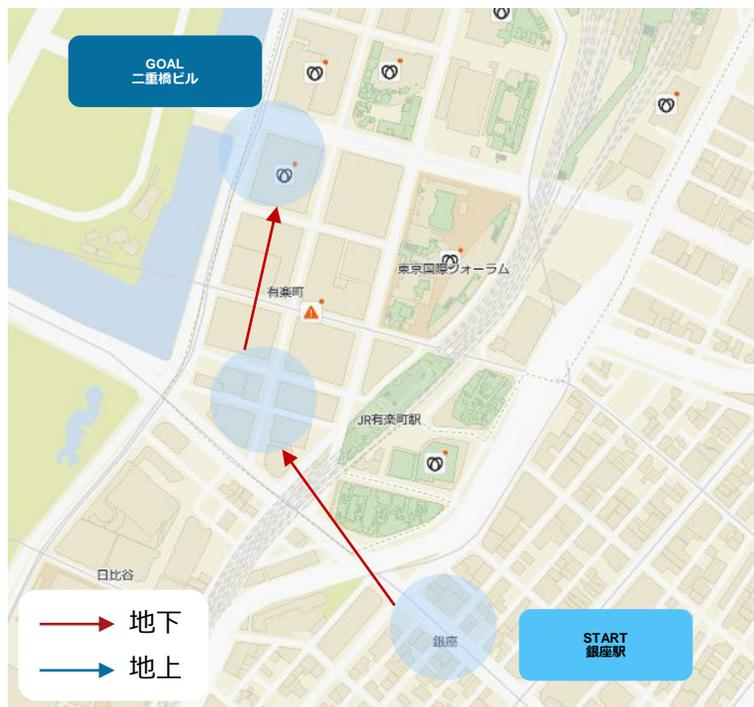 GOAL
二重橋ビル
東京国際フォーラム
有楽町
JR有楽町駅
日比谷
地下
地上
銀座
START
銀座駅